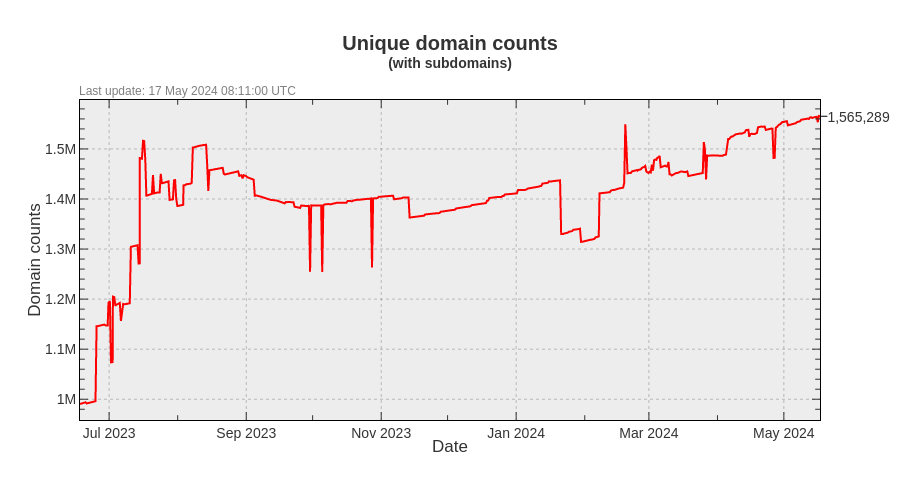 Unique domain counts
(with subdomains)
Last update: 17 May 2024 08:11:00 UTC
1,565,289
1.5M
1.4M
1.3M
1.2M
1.1M
1M
Domain counts
Jul 2023
Sep 2023
Nov 2023
Jan 2024
Mar 2024
May 2024
Date